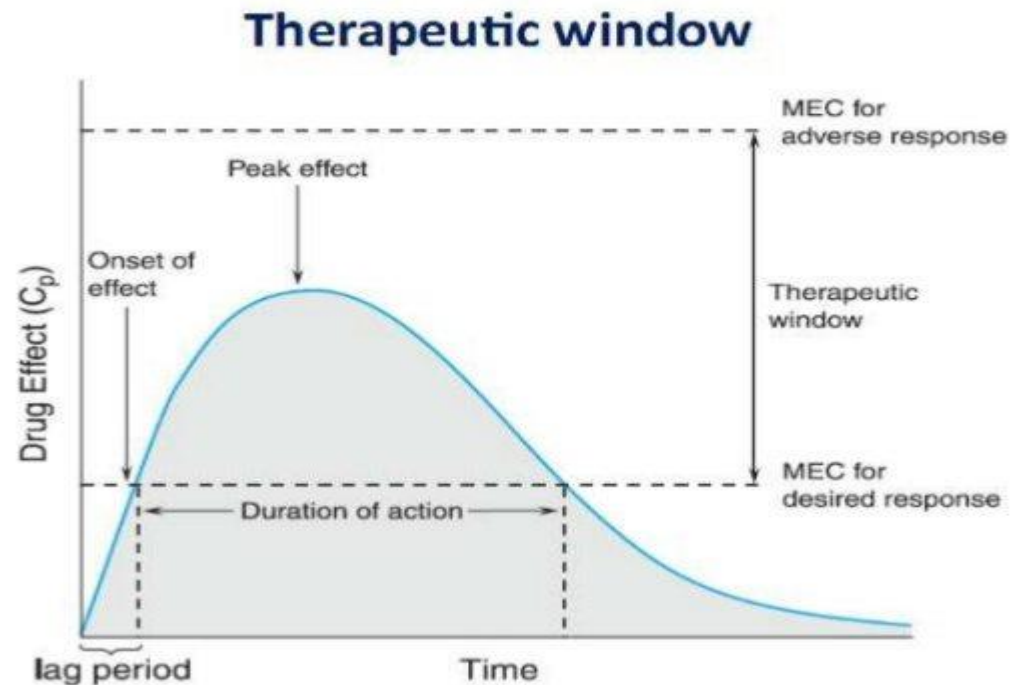 Therapeutic window
MEC for
adverse response
Peak effect
Onset of
effect
Therapeutic
window
Drug Effect (Cp)
MEC for
desired response
Duration of action
lag period
Time